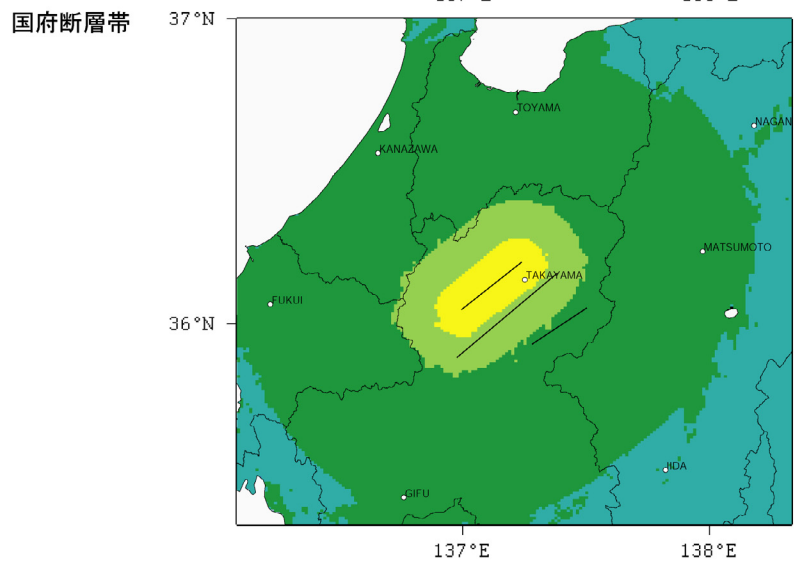 国府断層帯
37°N
TOYAMA
NAGAN
KANAZAWA
MATSUMOTO
TAKAYAMA
FUKUI
36°N
IIDA
GIFU
137°E
138°E